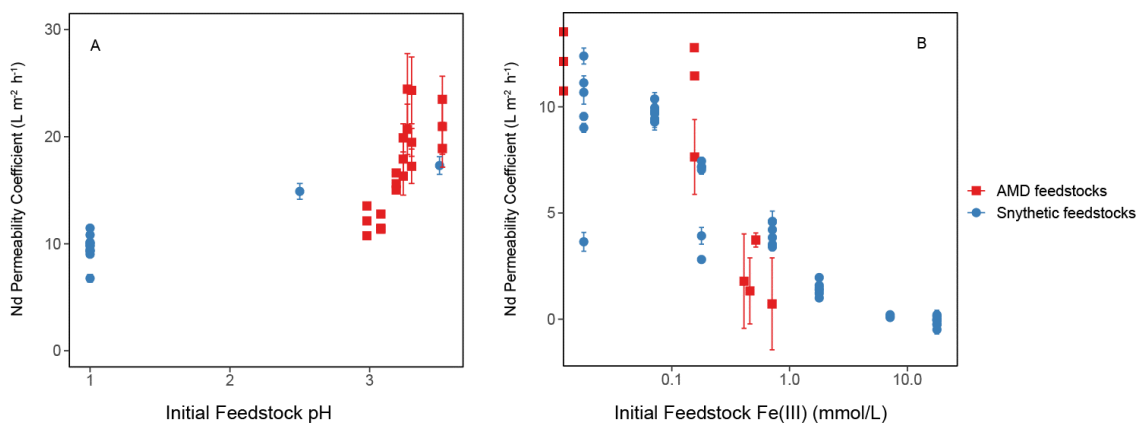 A
B
Nd Permeability Coefficient (L m⁻² h⁻¹)
30
20
10
0
1
2
3
Initial Feedstock pH
Nd Permeability Coefficient (L m⁻² h⁻¹)
10
5
0
0.1
1.0
10.0
Initial Feedstock Fe(III) (mmol/L)
AMD feedstocks
Snythetic feedstocks